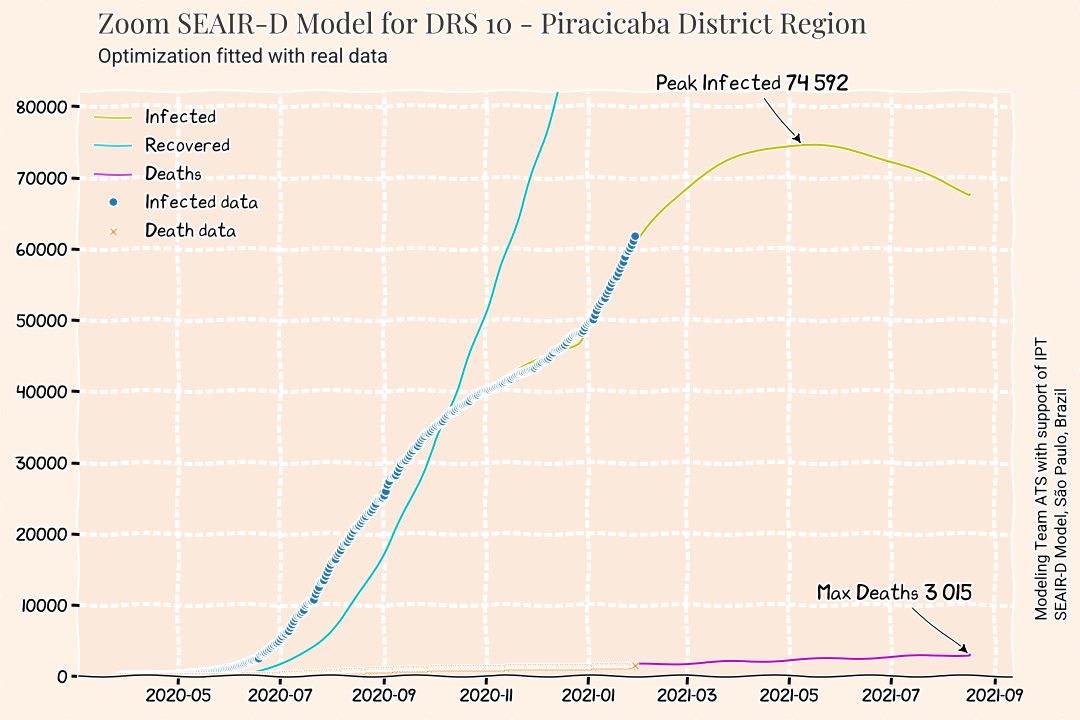 Zoom SEAIR-D Model for DRS 10 - Piracicaba District Region
Optimization fitted with real data
Peak Infected 74 592
80000
Infected
Recovered
70000
Deaths
Infected data
Death data
60000
50000
40000
30000
20000
10000
Max Deaths 3 015
0
2020-05 2020-07 2020-09 2020-11 2021-01 2021-03 2021-05 2021-07 2021-09
Modeling Team ATS with support of IPT
SEAIR-D Model, São Paulo, Brazil